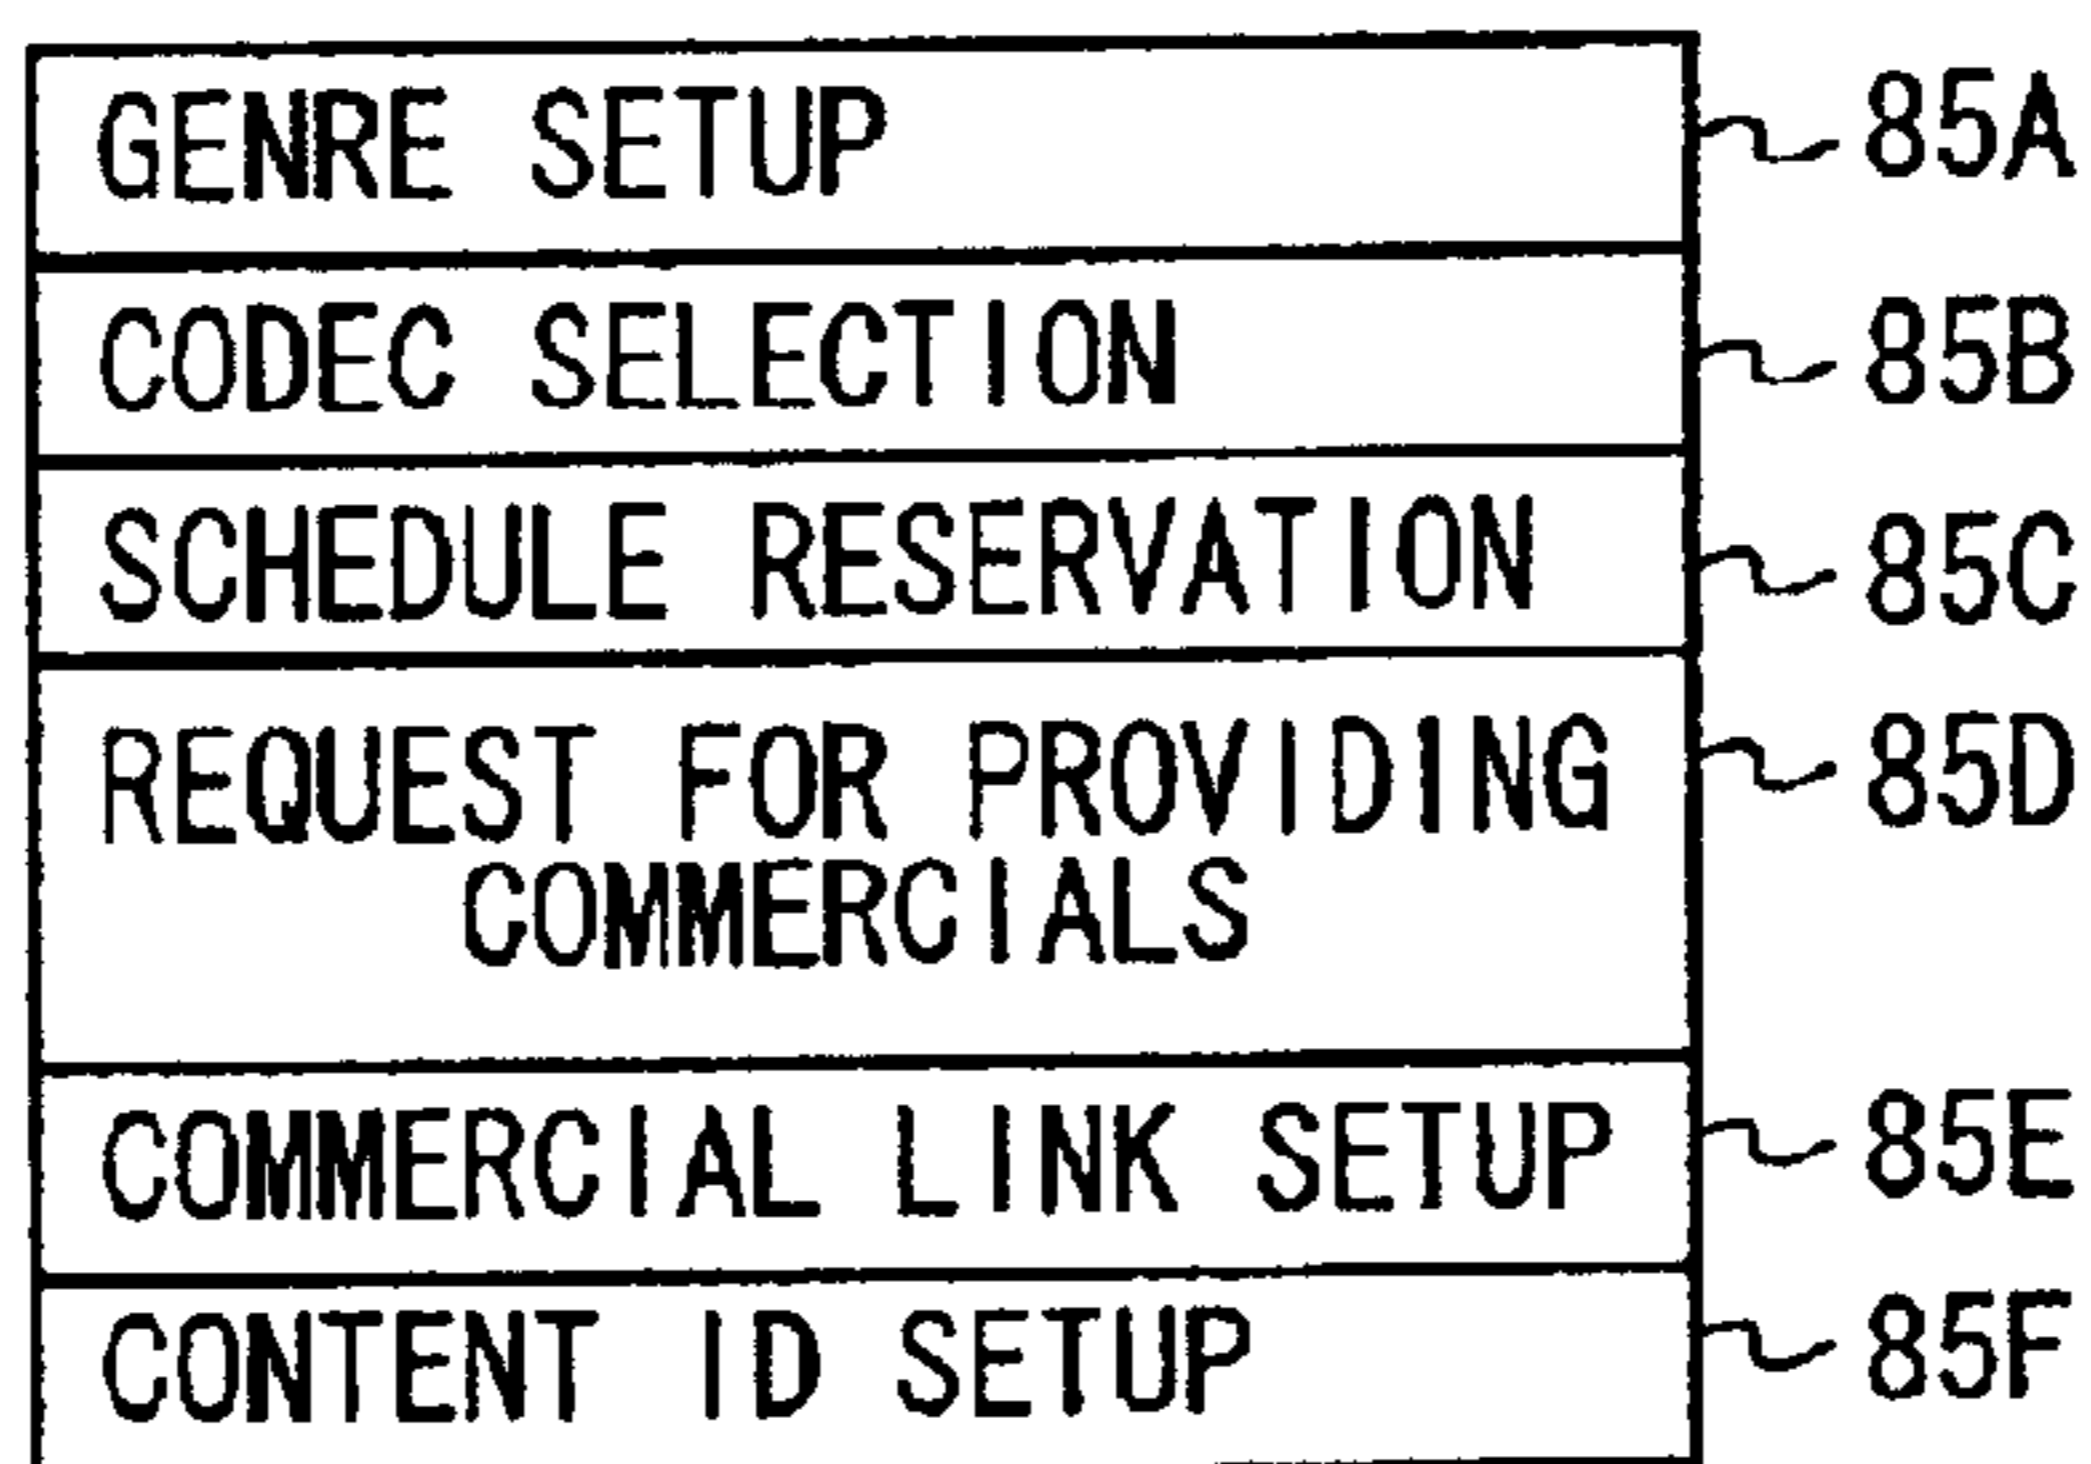 GENRE SETUP 85A
CODEC SELECTION 85B
SCHEDULE RESERVATION 85C
REQUEST FOR PROVIDING 85D
COMMERCIALS
COMMERCIAL LINK SETUP 85E
CONTENT ID SETUP 85F